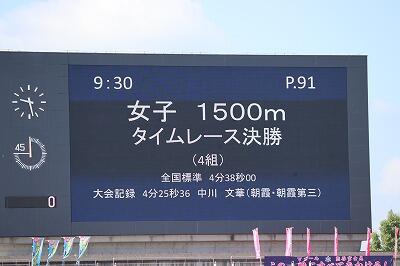 9:30 P.91
女子 1500m
タイムレース決勝
(4組)
全国標準 4分38秒00
大会記録 4分25秒36 中川 文華(朝霞・朝霞第三)
45
0